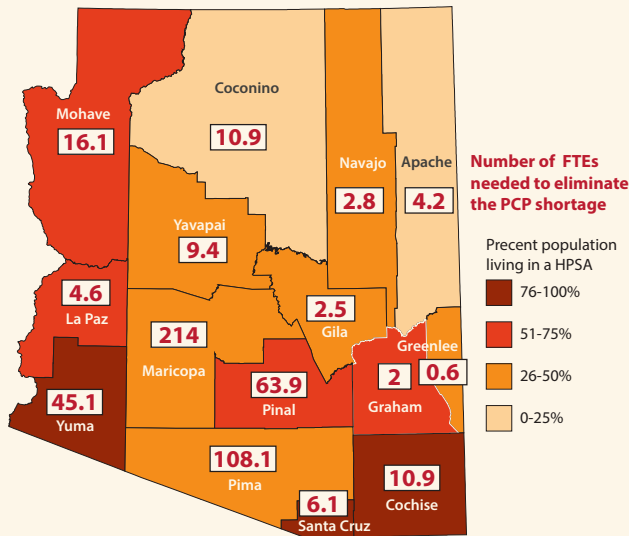 Coconino
10.9
Mohave
16.1
Navajo
2.8
Apache
4.2
Number of FTEs
needed to eliminate
the PCP shortage
Yavapai
9.4
Precent population
living in a HPSA
76-100%
51-75%
26-50%
0-25%
4.6
La Paz
214
Maricopa
2.5
Gila
Greenlee
0.6
2
Graham
63.9
Pinal
45.1
Yuma
108.1
Pima
6.1
Santa Cruz
10.9
Cochise